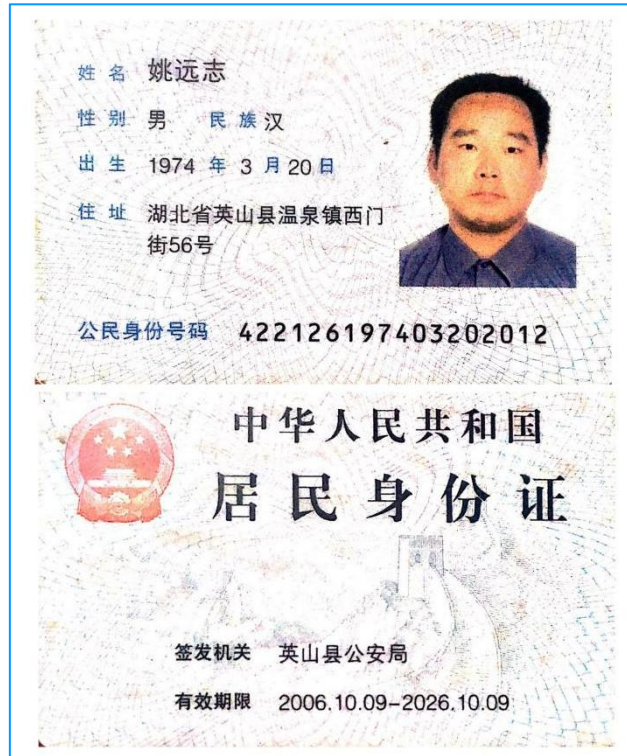 姓名 姚远志
性别 男 民族 汉
出生 1974 年 3 月 20 日
住址 湖北省英山县温泉镇西门
街56号
公民身份号码 422126197403202012
中华人民共和国
居民身份证
签发机关 英山县公安局
有效期限 2006.10.09-2026.10.09